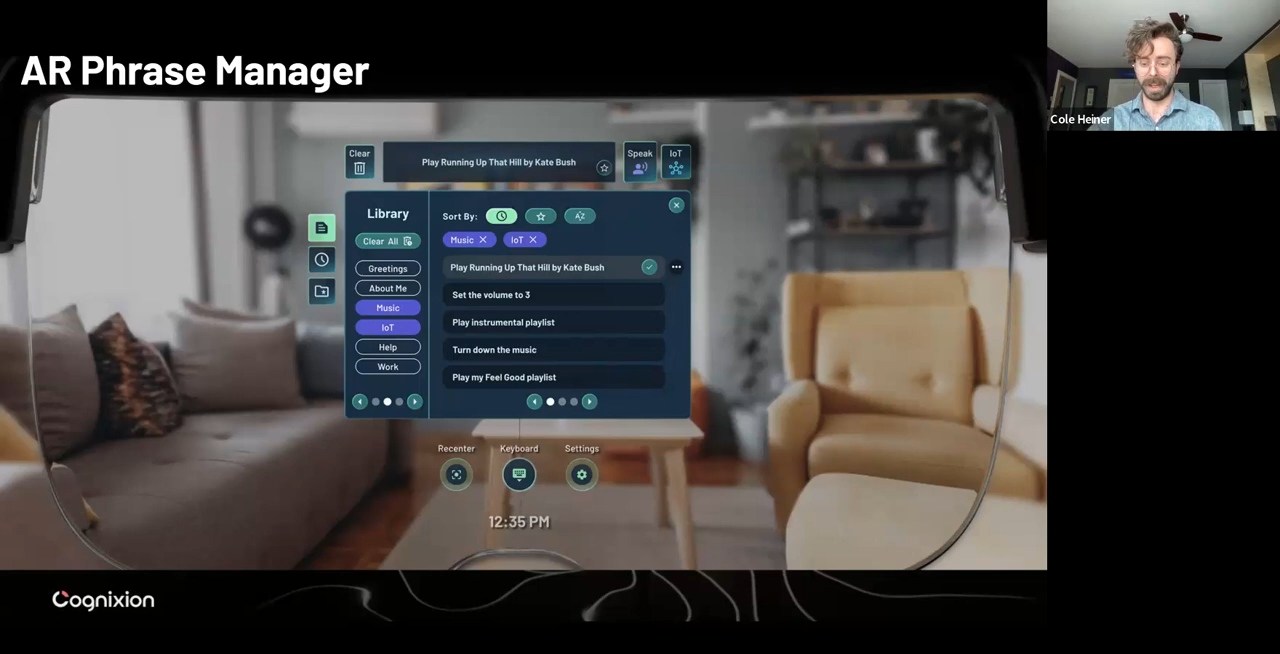 AR Phrase Manager
Cole Heiner
Clear
Play Running Up That Hill by Kate Bush
Speak
IoT
Library
Clear All
Greetings
About Me
Music
IoT
Help
Work
Sort By:
AZ
Music
IoT
Play Running Up That Hill by Kate Bush
Set the volume to 3
Play instrumental playlist
Turn down the music
Play my Feel Good playlist
Recenter
Keyboard
Settings
12:35 PM
Cognixion